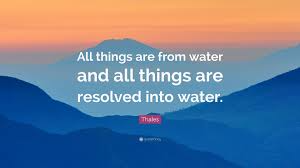 All things are from water
and all things are
resolved into water.
Thales